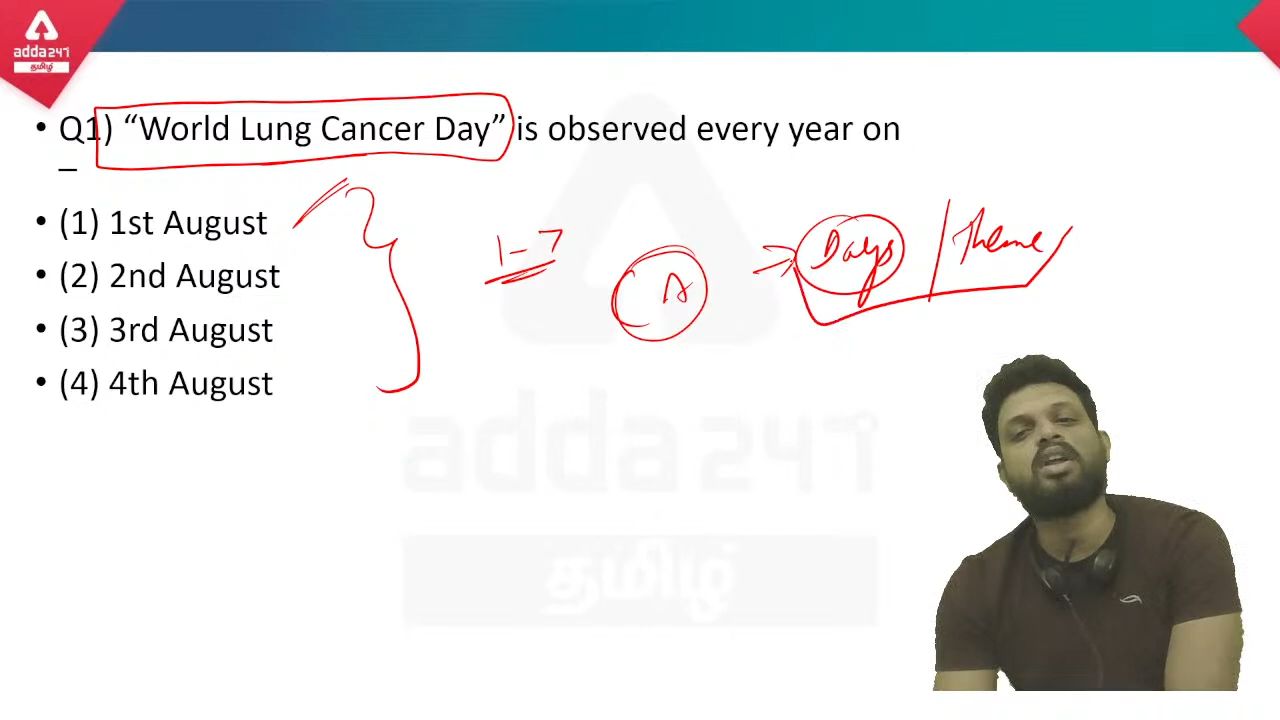 adda247
தமிழ்
• Q1) “World Lung Cancer Day” is observed every year on
–
• (1) 1st August
• (2) 2nd August
• (3) 3rd August
• (4) 4th August
1-7
A
Days / Theme
adda247
தமிழ்